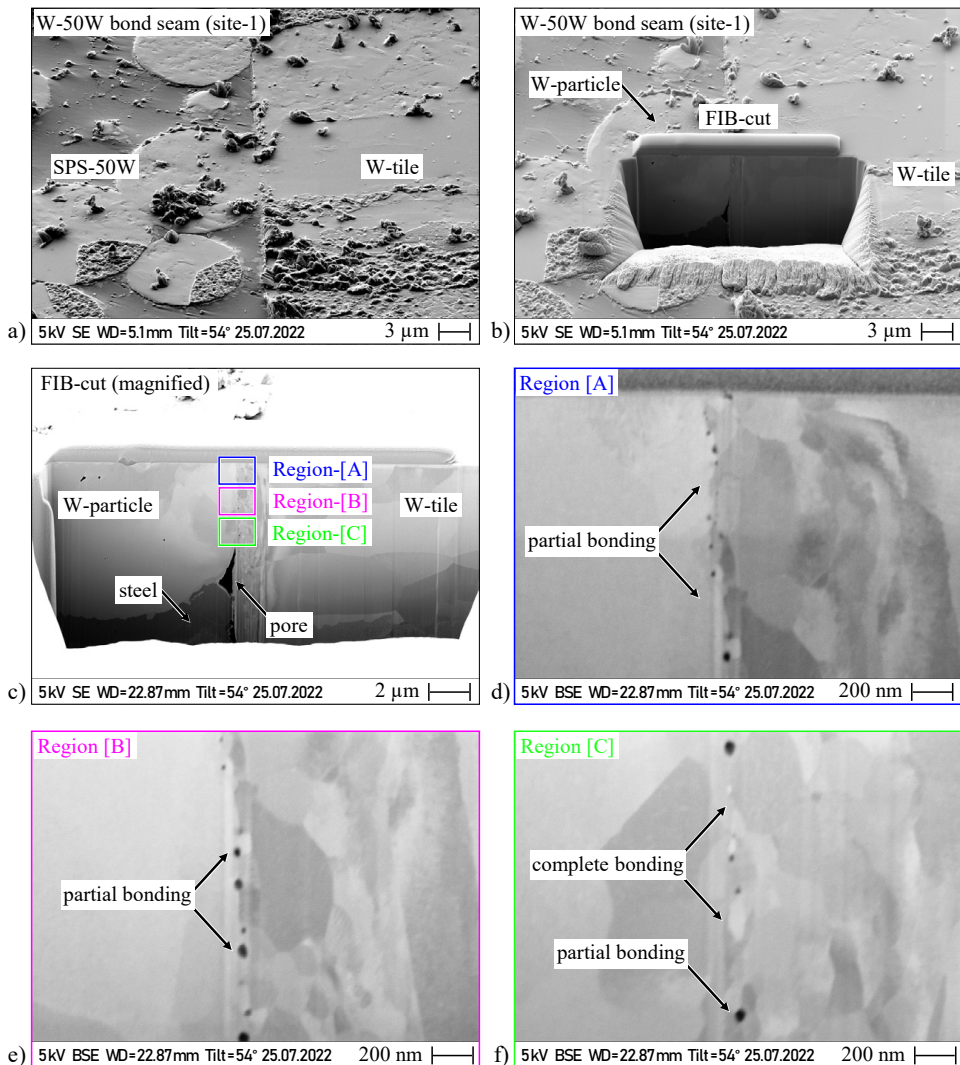 W-50W bond seam (site-1)
SPS-50W
W-tile
a)
5kV SE WD=5.1mm Tilt=54° 25.07.2022
3 µm
W-50W bond seam (site-1)
W-particle
FIB-cut
W-tile
b)
5kV SE WD=5.1mm Tilt=54° 25.07.2022
3 µm
FIB-cut (magnified)
Region-[A]
W-particle
Region-[B]
W-tile
Region-[C]
steel
pore
c)
5kV SE WD=22.87mm Tilt=54° 25.07.2022
2 µm
Region [A]
partial bonding
d)
5kV BSE WD=22.87mm Tilt=54° 25.07.2022
200 nm
Region [B]
partial bonding
e)
5kV BSE WD=22.87mm Tilt=54° 25.07.2022
200 nm
Region [C]
complete bonding
partial bonding
f)
5kV BSE WD=22.87mm Tilt=54° 25.07.2022
200 nm